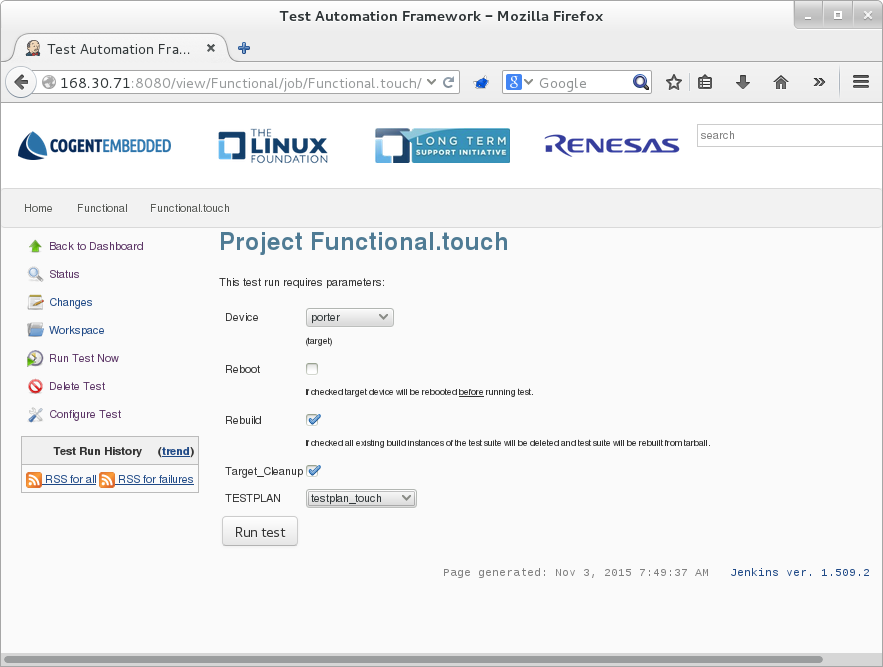 Test Automation Framework - Mozilla Firefox
Test Automation Fra...
168.30.71:8080/view/Functional/job/Functional.touch/
8
Google
COGENTEMBEDDED
THE
LINUX
FOUNDATION
LONG TERM
SUPPORT INITIATIVE
RENESAS
search
Home Functional Functional.touch
Back to Dashboard
Status
Changes
Workspace
Run Test Now
Delete Test
Configure Test
Test Run History (trend)
RSS for all RSS for failures
Project Functional.touch
This test run requires parameters:
Device porter
(target)
Reboot
If checked target device will be rebooted before running test.
Rebuild
If checked all existing build instances of the test suite will be deleted and test suite will be rebuilt from tarball.
Target_Cleanup
TESTPLAN testplan_touch
Run test
Page generated: Nov 3, 2015 7:49:37 AM Jenkins ver. 1.509.2